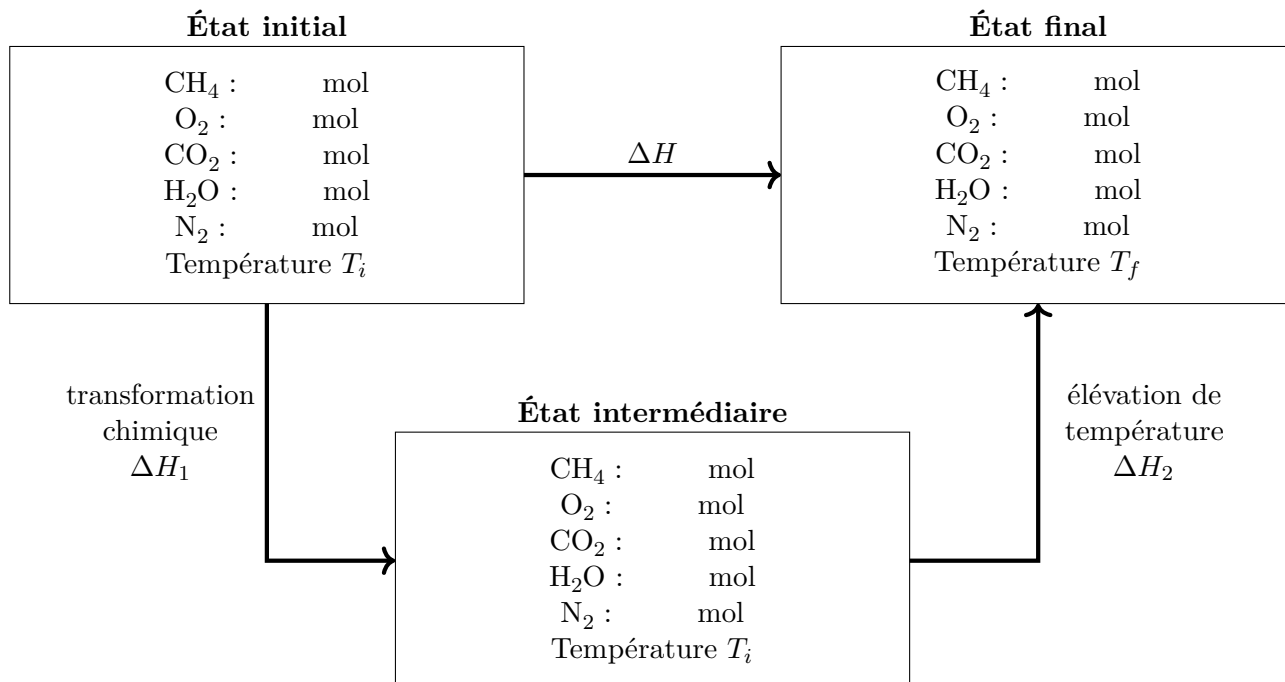 État initial
CH₄ : mol
O₂ : mol
CO₂ : mol
H₂O : mol
N₂ : mol
Température Tᵢ
ΔH
État final
CH₄ : mol
O₂ : mol
CO₂ : mol
H₂O : mol
N₂ : mol
Température T_f
transformation
chimique
ΔH₁
État intermédiaire
CH₄ : mol
O₂ : mol
CO₂ : mol
H₂O : mol
N₂ : mol
Température Tᵢ
élévation de
température
ΔH₂